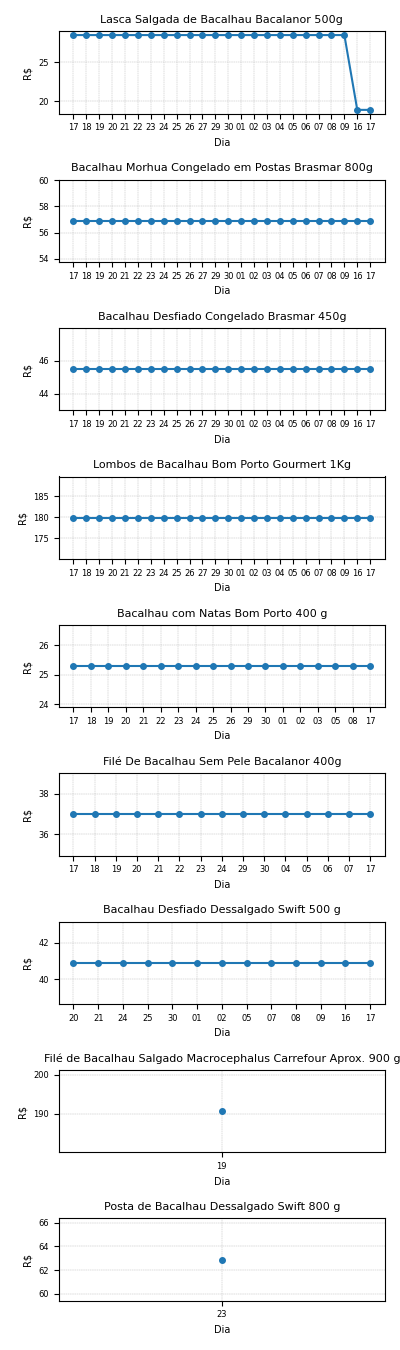 Lasca Salgada de Bacalhau Bacalanor 500g
25
20
R$
17 18 19 20 21 22 23 24 25 26 27 29 30 01 02 03 04 05 06 07 08 09 16 17
Dia
Bacalhau Morhua Congelado em Postas Brasmar 800g
60
58
56
54
R$
17 18 19 20 21 22 23 24 25 26 27 29 30 01 02 03 04 05 06 07 08 09 16 17
Dia
Bacalhau Desfiado Congelado Brasmar 450g
46
44
R$
17 18 19 20 21 22 23 24 25 26 27 29 30 01 02 03 04 05 06 07 08 09 16 17
Dia
Lombos de Bacalhau Bom Porto Gourmert 1Kg
185
180
175
R$
17 18 19 20 21 22 23 24 25 26 27 29 30 01 02 03 04 05 06 07 08 09 16 17
Dia
Bacalhau com Natas Bom Porto 400 g
26
25
24
R$
17 18 19 20 21 22 23 24 25 26 29 30 01 02 03 05 08 17
Dia
Filé De Bacalhau Sem Pele Bacalanor 400g
38
36
R$
17 18 19 20 21 22 23 24 29 30 04 05 06 07 17
Dia
Bacalhau Desfiado Dessalgado Swift 500 g
42
40
R$
20 21 24 25 30 01 02 05 08 09 16 17
Dia
Filé de Bacalhau Salgado Macrocephalus Carrefour Aprox. 900 g
200
190
R$
19
Dia
Posta de Bacalhau Dessalgado Swift 800 g
66
64
62
60
R$
23
Dia